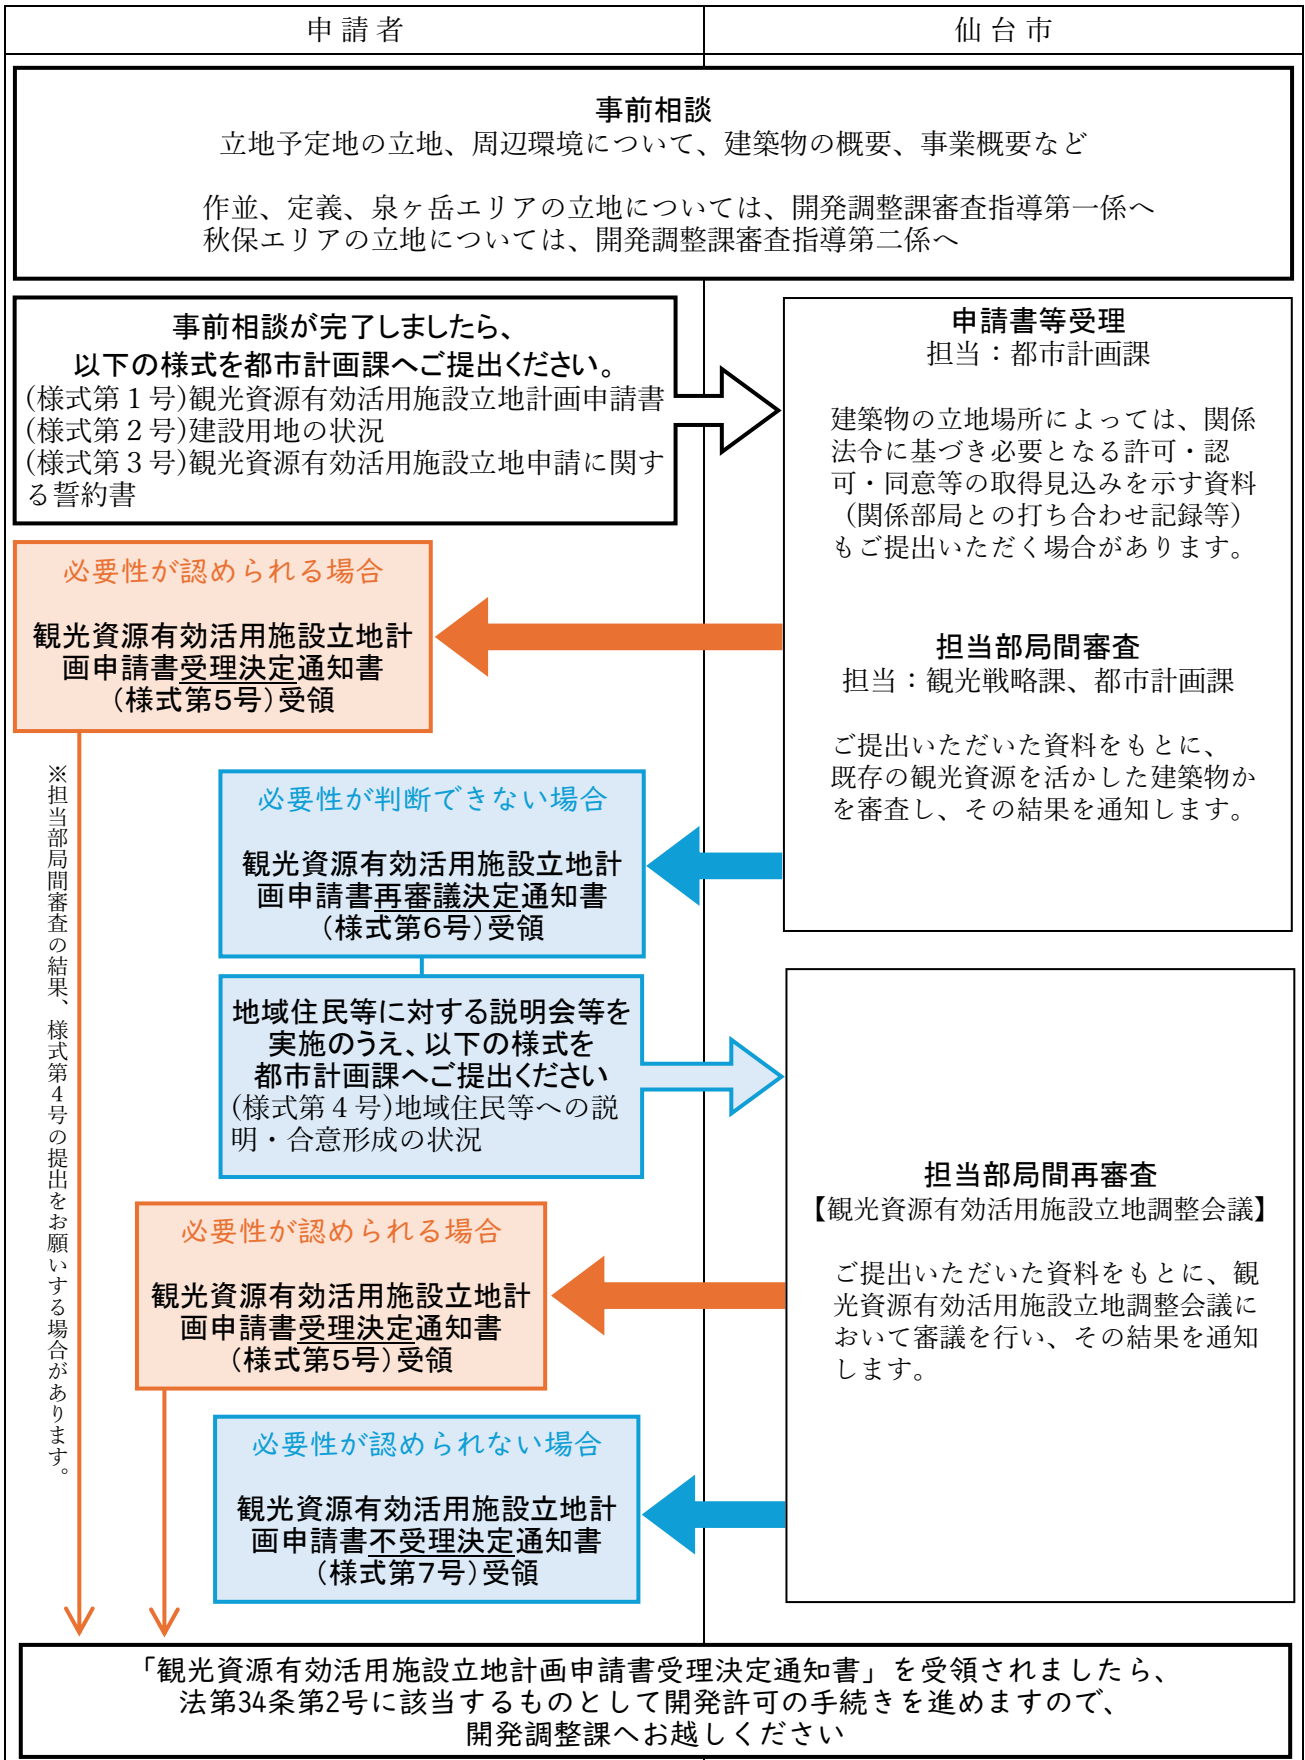 申請者
仙台市
事前相談
立地予定地の立地、周辺環境について、建築物の概要、事業概要など
作並、定義、泉ヶ岳エリアの立地については、開発調整課審査指導第一係へ
秋保エリアの立地については、開発調整課審査指導第二係へ
事前相談が完了しましたら、
以下の様式を都市計画課へご提出ください。
(様式第１号)観光資源有効活用施設立地計画申請書
(様式第２号)建設用地の状況
(様式第３号)観光資源有効活用施設立地申請に関す
る誓約書
申請書等受理
担当：都市計画課
建築物の立地場所によっては、関係
法令に基づき必要となる許可・認
可・同意等の取得見込みを示す資料
（関係部局との打ち合わせ記録等）
もご提出いただく場合があります。
担当部局間審査
担当：観光戦略課、都市計画課
ご提出いただいた資料をもとに、
既存の観光資源を活かした建築物か
を審査し、その結果を通知します。
必要性が認められる場合
観光資源有効活用施設立地計
画申請書受理決定通知書
（様式第5号）受領
※担当部局間審査の結果、様式第4号の提出をお願いする場合があります。
必要性が判断できない場合
観光資源有効活用施設立地計
画申請書再審議決定通知書
（様式第6号）受領
地域住民等に対する説明会等を
実施のうえ、以下の様式を
都市計画課へご提出ください
(様式第４号)地域住民等への説
明・合意形成の状況
担当部局間再審査
【観光資源有効活用施設立地調整会議】
ご提出いただいた資料をもとに、観
光資源有効活用施設立地調整会議に
おいて審議を行い、その結果を通知
します。
必要性が認められる場合
観光資源有効活用施設立地計
画申請書受理決定通知書
（様式第5号）受領
必要性が認められない場合
観光資源有効活用施設立地計
画申請書不受理決定通知書
（様式第7号）受領
「観光資源有効活用施設立地計画申請書受理決定通知書」を受領されましたら、
法第34条第2号に該当するものとして開発許可の手続きを進めますので、
開発調整課へお越しください